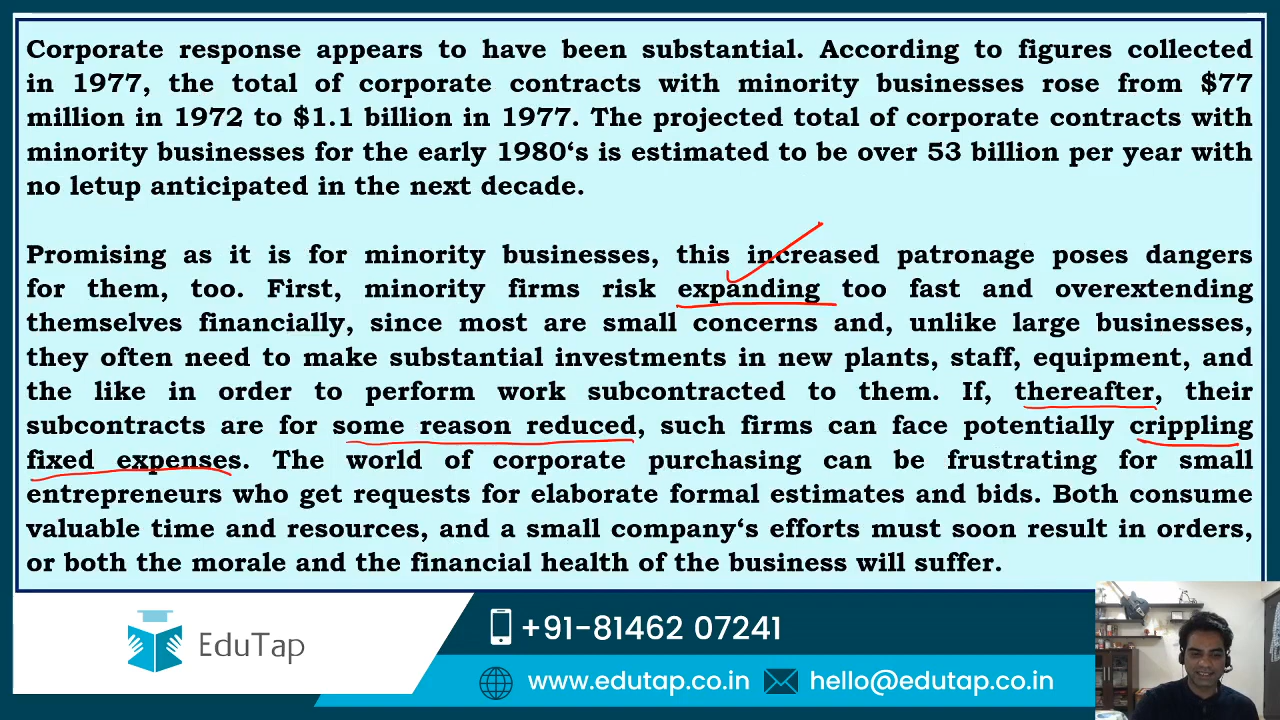 Corporate response appears to have been substantial. According to figures collected
in 1977, the total of corporate contracts with minority businesses rose from $77
million in 1972 to $1.1 billion in 1977. The projected total of corporate contracts with
minority businesses for the early 1980‘s is estimated to be over 53 billion per year with
no letup anticipated in the next decade.
Promising as it is for minority businesses, this increased patronage poses dangers
for them, too. First, minority firms risk expanding too fast and overextending
themselves financially, since most are small concerns and, unlike large businesses,
they often need to make substantial investments in new plants, staff, equipment, and
the like in order to perform work subcontracted to them. If, thereafter, their
subcontracts are for some reason reduced, such firms can face potentially crippling
fixed expenses. The world of corporate purchasing can be frustrating for small
entrepreneurs who get requests for elaborate formal estimates and bids. Both consume
valuable time and resources, and a small company‘s efforts must soon result in orders,
or both the morale and the financial health of the business will suffer.
EduTap
+91-81462 07241
www.edutap.co.in
hello@edutap.co.in